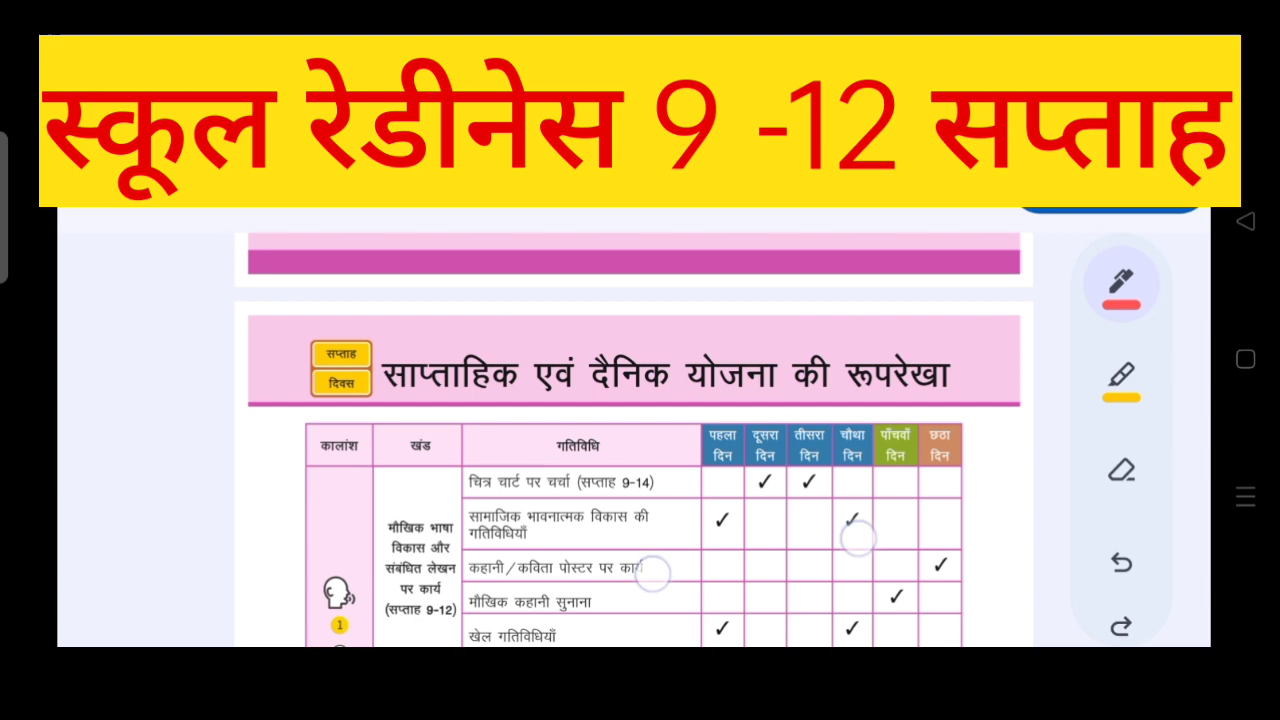 स्कूल रेडीनेस 9 -12 सप्ताह
सप्ताह
दिवस
साप्ताहिक एवं दैनिक योजना की रूपरेखा
कालांश
खंड
गतिविधि
पहला दिन
दूसरा दिन
तीसरा दिन
चौथा दिन
पाँचवाँ दिन
छठा दिन
मौखिक भाषा
विकास और
संबंधित लेखन
पर कार्य
(सप्ताह 9-12)
चित्र चार्ट पर चर्चा (सप्ताह 9-14)
✓ ✓
सामाजिक भावनात्मक विकास की
गतिविधियाँ
✓ ✓
कहानी/कविता पोस्टर पर कार्य
✓
मौखिक कहानी सुनाना
✓
खेल गतिविधियाँ
✓ ✓
1